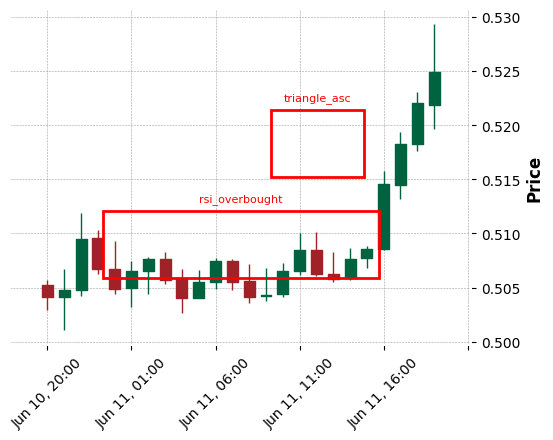 0.530
0.525
triangle_asc
0.520
0.515
rsi_overbought
0.510
0.505
0.500
Price
Jun 10, 20:00
Jun 11, 01:00
Jun 11, 06:00
Jun 11, 11:00
Jun 11, 16:00